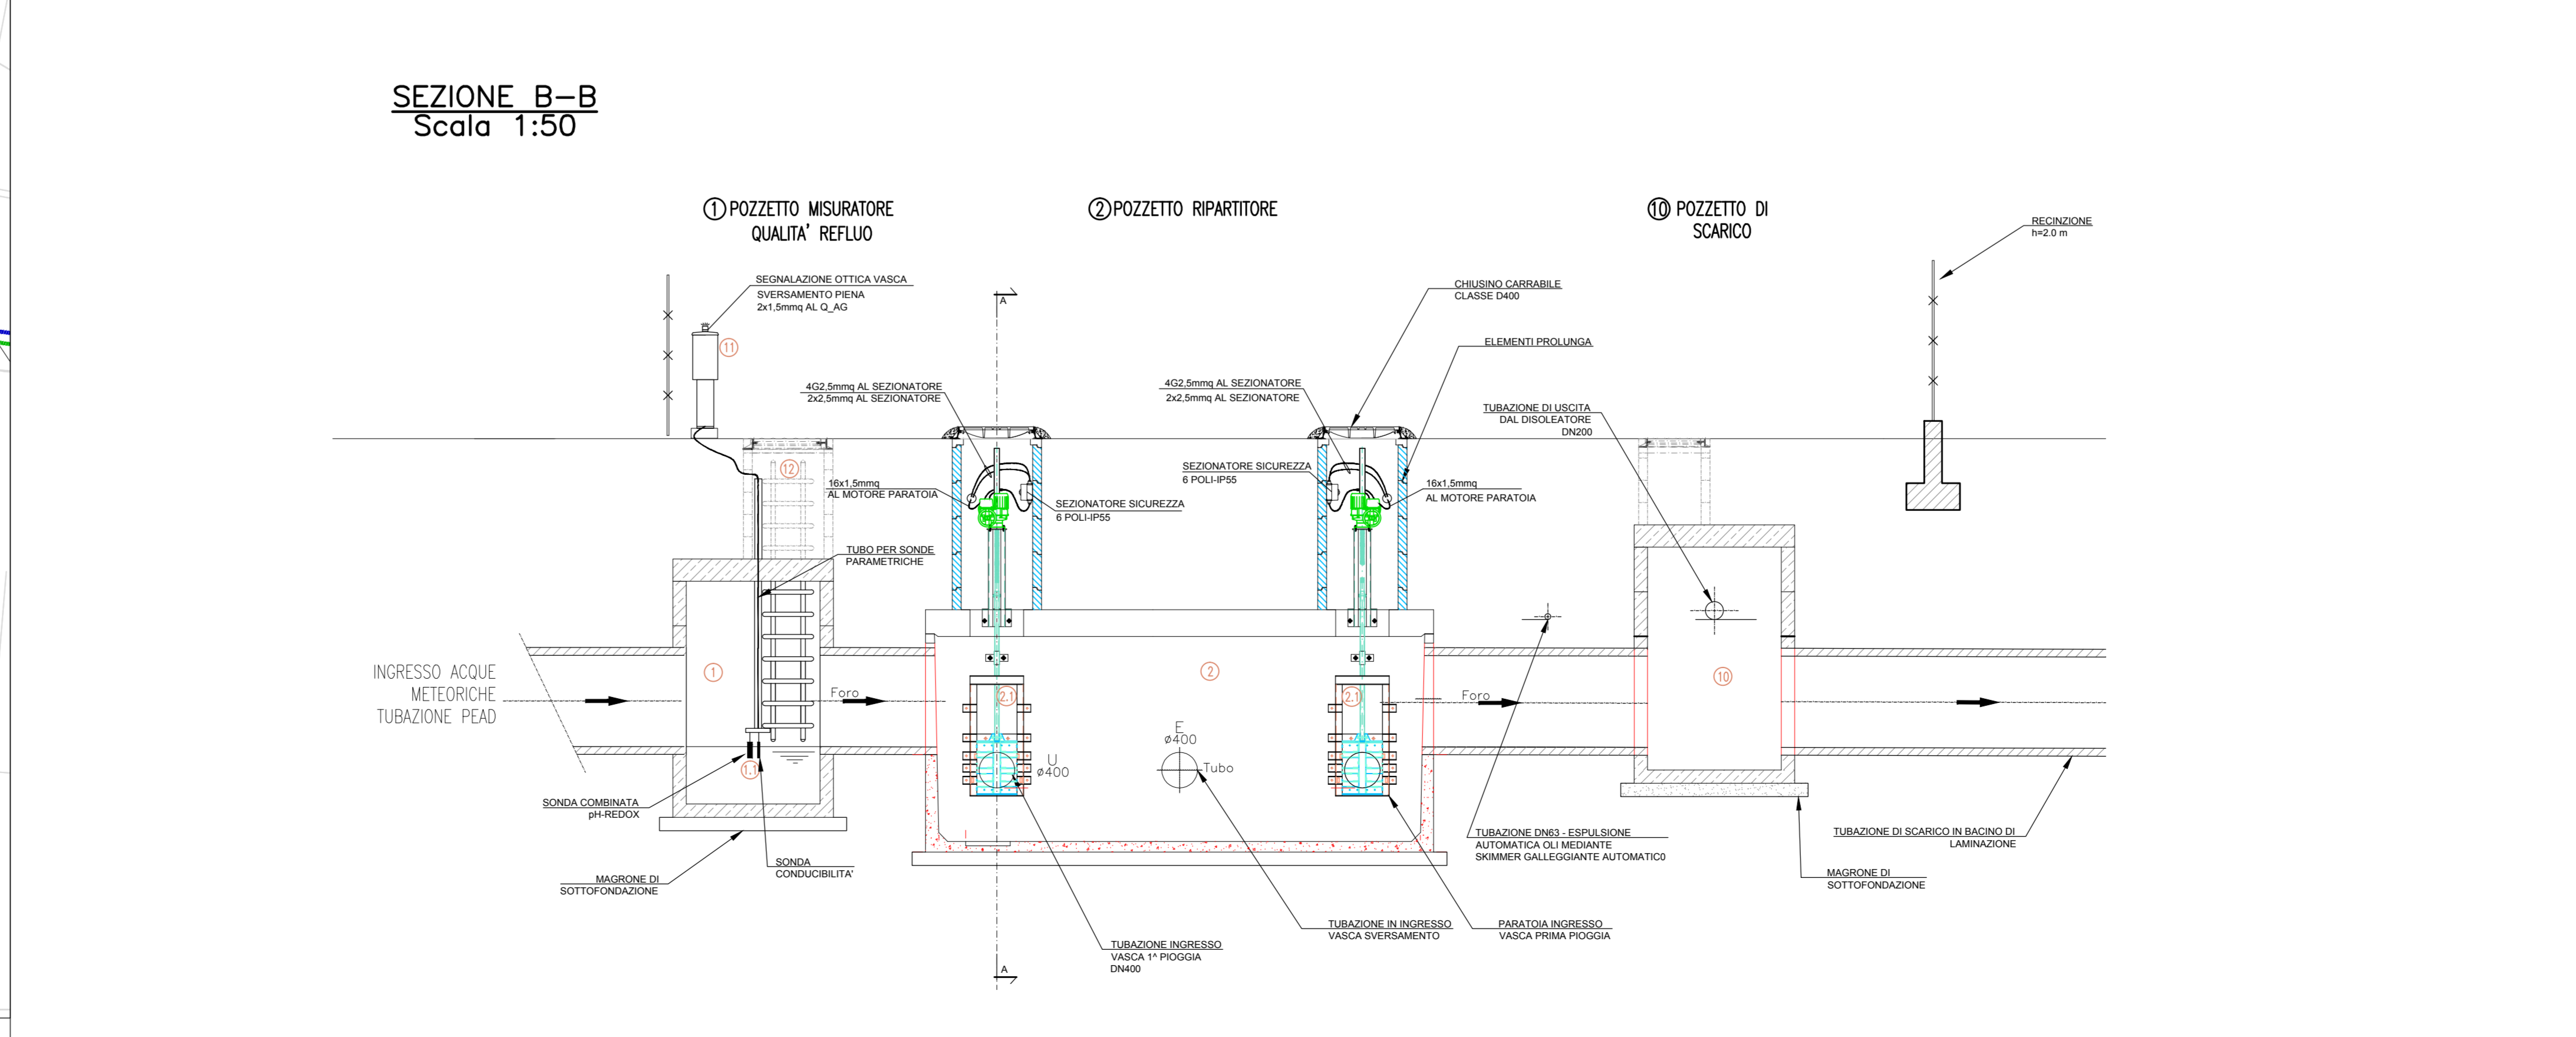 SEZIONE B-B
Scala 1:50
1 POZZETTO MISURATORE
QUALITA' REFLUO
2 POZZETTO RIPARTITORE
10 POZZETTO DI
SCARICO
RECINZIONE
h=2.0 m
SEGNALAZIONE OTTICA VASCA
SVERSAMENTO PIENA
2x1,5mmq AL Q_AG
A
CHIUSINO CARRABILE
CLASSE D400
11
ELEMENTI PROLUNGA
4G2,5mmq AL SEZIONATORE
2x2,5mmq AL SEZIONATORE
4G2,5mmq AL SEZIONATORE
2x2,5mmq AL SEZIONATORE
TUBAZIONE DI USCITA
DAL DISOLEATORE
DN200
12
16x1,5mmq
AL MOTORE PARATOIA
SEZIONATORE SICUREZZA
6 POLI-IP55
SEZIONATORE SICUREZZA
6 POLI-IP55
16x1,5mmq
AL MOTORE PARATOIA
TUBO PER SONDE
PARAMETRICHE
INGRESSO ACQUE
METEORICHE
TUBAZIONE PEAD
1
Foro
2.1
2
2.1
Foro
10
E
ø400
Tubo
U
ø400
1.1
SONDA COMBINATA
pH-REDOX
SONDA
CONDUCIBILITA'
MAGRONE DI
SOTTOFONDAZIONE
TUBAZIONE DN63 - ESPULSIONE
AUTOMATICA OLI MEDIANTE
SKIMMER GALLEGGIANTE AUTOMATIC0
TUBAZIONE DI SCARICO IN BACINO DI
LAMINAZIONE
MAGRONE DI
SOTTOFONDAZIONE
TUBAZIONE INGRESSO
VASCA 1^ PIOGGIA
DN400
TUBAZIONE IN INGRESSO
VASCA SVERSAMENTO
PARATOIA INGRESSO
VASCA PRIMA PIOGGIA
A